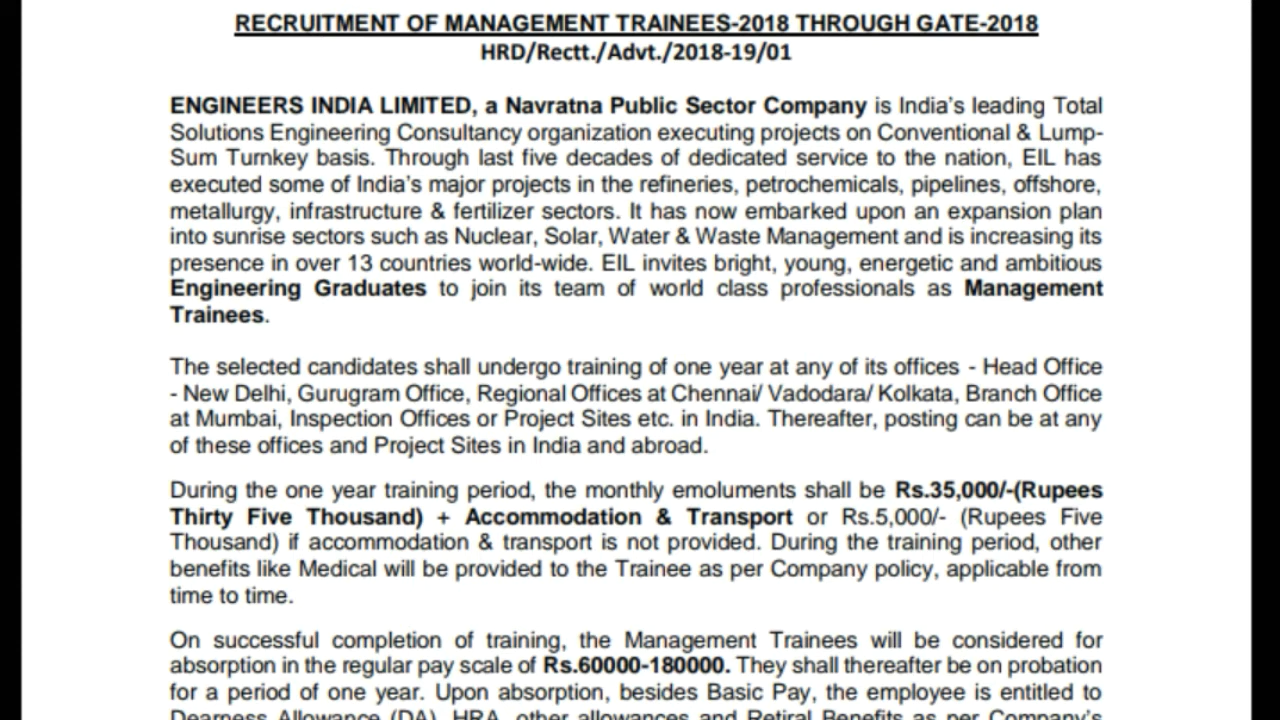 RECRUITMENT OF MANAGEMENT TRAINEES-2018 THROUGH GATE-2018
HRD/Rectt./Advt./2018-19/01
ENGINEERS INDIA LIMITED, a Navratna Public Sector Company is India's leading Total
Solutions Engineering Consultancy organization executing projects on Conventional & Lump-
Sum Turnkey basis. Through last five decades of dedicated service to the nation, EIL has
executed some of India's major projects in the refineries, petrochemicals, pipelines, offshore,
metallurgy, infrastructure & fertilizer sectors. It has now embarked upon an expansion plan
into sunrise sectors such as Nuclear, Solar, Water & Waste Management and is increasing its
presence in over 13 countries world-wide. EIL invites bright, young, energetic and ambitious
Engineering Graduates to join its team of world class professionals as Management
Trainees.
The selected candidates shall undergo training of one year at any of its offices - Head Office
- New Delhi, Gurugram Office, Regional Offices at Chennai/ Vadodara/ Kolkata, Branch Office
at Mumbai, Inspection Offices or Project Sites etc. in India. Thereafter, posting can be at any
of these offices and Project Sites in India and abroad.
During the one year training period, the monthly emoluments shall be Rs.35,000/-(Rupees
Thirty Five Thousand) + Accommodation & Transport or Rs.5,000/- (Rupees Five
Thousand) if accommodation & transport is not provided. During the training period, other
benefits like Medical will be provided to the Trainee as per Company policy, applicable from
time to time.
On successful completion of training, the Management Trainees will be considered for
absorption in the regular pay scale of Rs.60000-180000. They shall thereafter be on probation
for a period of one year. Upon absorption, besides Basic Pay, the employee is entitled to
Dearness Allowance (DA), HRA, other allowances and Retiral Benefits as per Company's